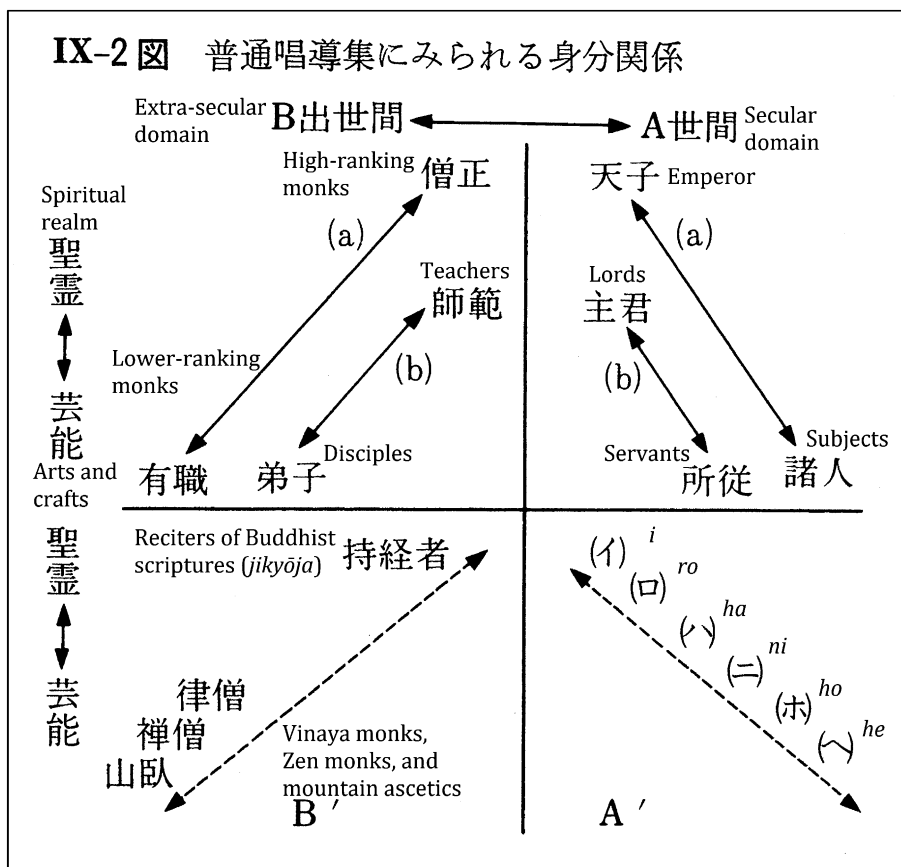 IX-2図 普通唱導集にみられる身分関係
Extra-secular
domain
B出世間
A世間
Secular
domain
High-ranking
monks
僧正
天子
Emperor
Spiritual
realm
聖霊
(a)
(a)
Teachers
師範
Lords
主君
Lower-ranking
monks
(b)
(b)
芸能
Arts and
crafts
有職
弟子
Disciples
Servants
所従
Subjects
諸人
聖霊
Reciters of Buddhist
scriptures (jikyōja)
持経者
(イ) i
(ロ) ro
(ハ) ha
(ニ) ni
(ホ) ho
(ヘ) he
芸能
律僧
禅僧
山臥
Vinaya monks,
Zen monks, and
mountain ascetics
B′
A′